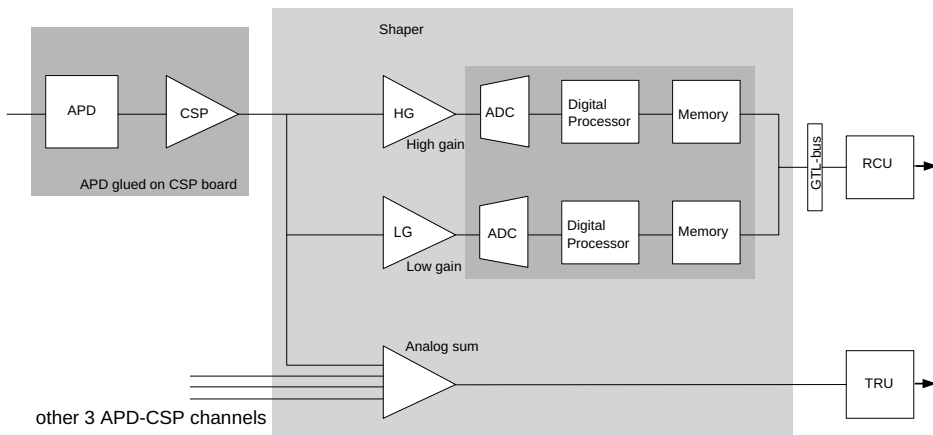 Shaper
APD
CSP
APD glued on CSP board
HG
High gain
ADC
Digital
Processor
Memory
GTL-bus
RCU
LG
Low gain
ADC
Digital
Processor
Memory
Analog sum
TRU
other 3 APD-CSP channels